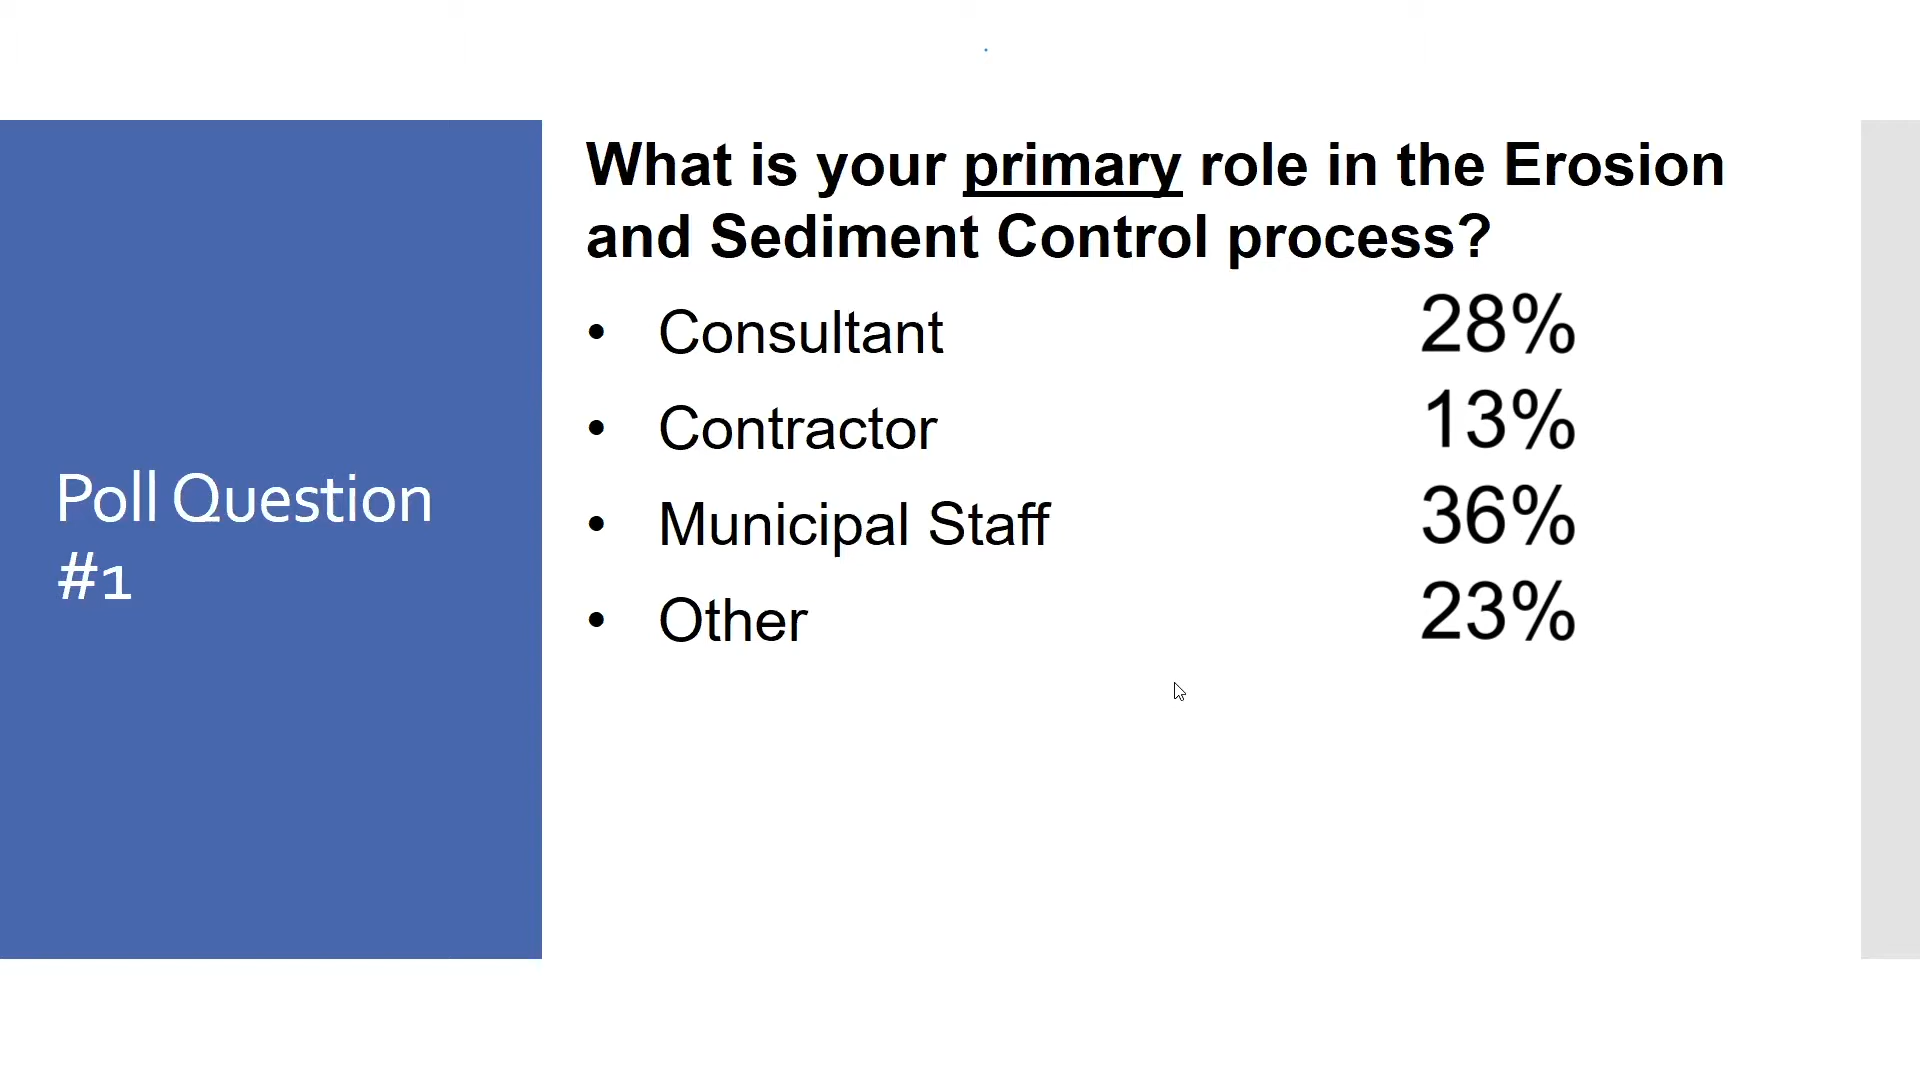 Poll Question
#1
What is your primary role in the Erosion
and Sediment Control process?
• Consultant 28%
• Contractor 13%
• Municipal Staff 36%
• Other 23%